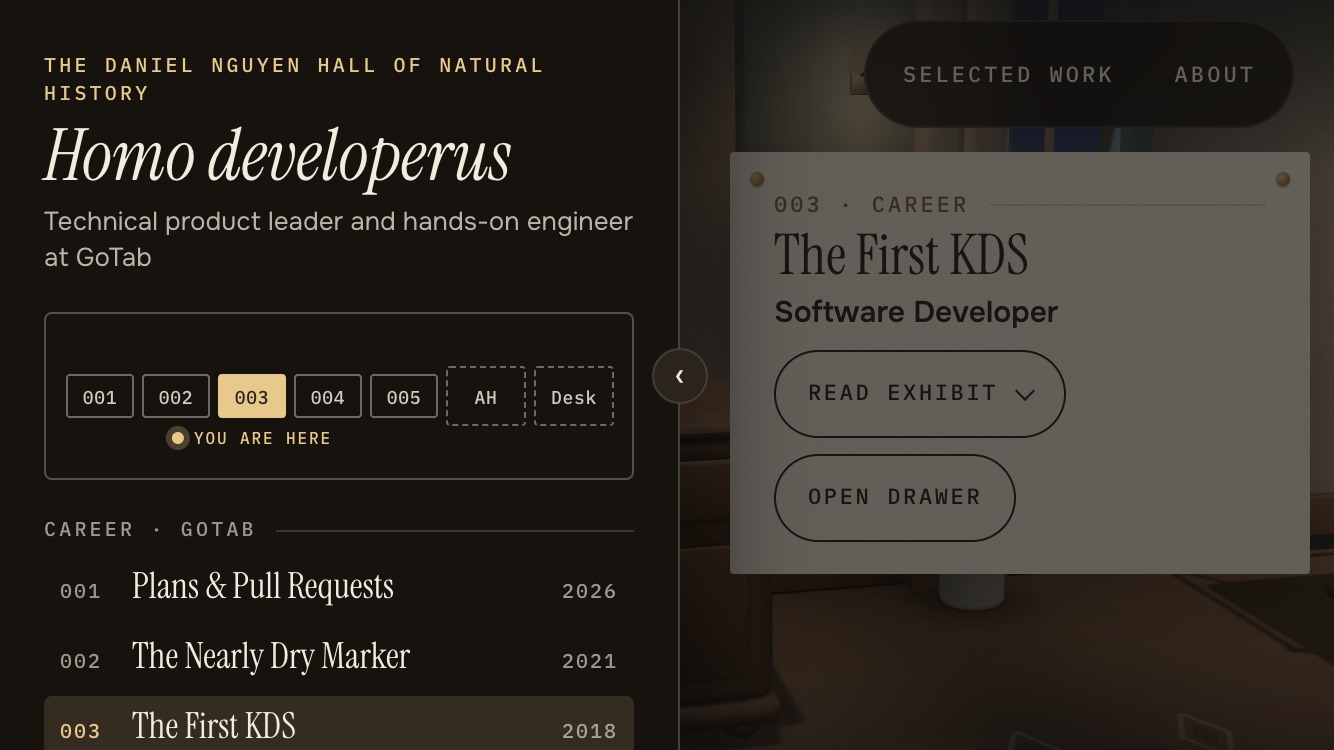 THE DANIEL NGUYEN HALL OF NATURAL
HISTORY
Homo developerus
Technical product leader and hands-on engineer
at GoTab
001 002 003 004 005 AH Desk
YOU ARE HERE
CAREER · GOTAB
001 Plans & Pull Requests 2026
002 The Nearly Dry Marker 2021
003 The First KDS 2018
❮
SELECTED WORK ABOUT
003 · CAREER
The First KDS
Software Developer
READ EXHIBIT
OPEN DRAWER